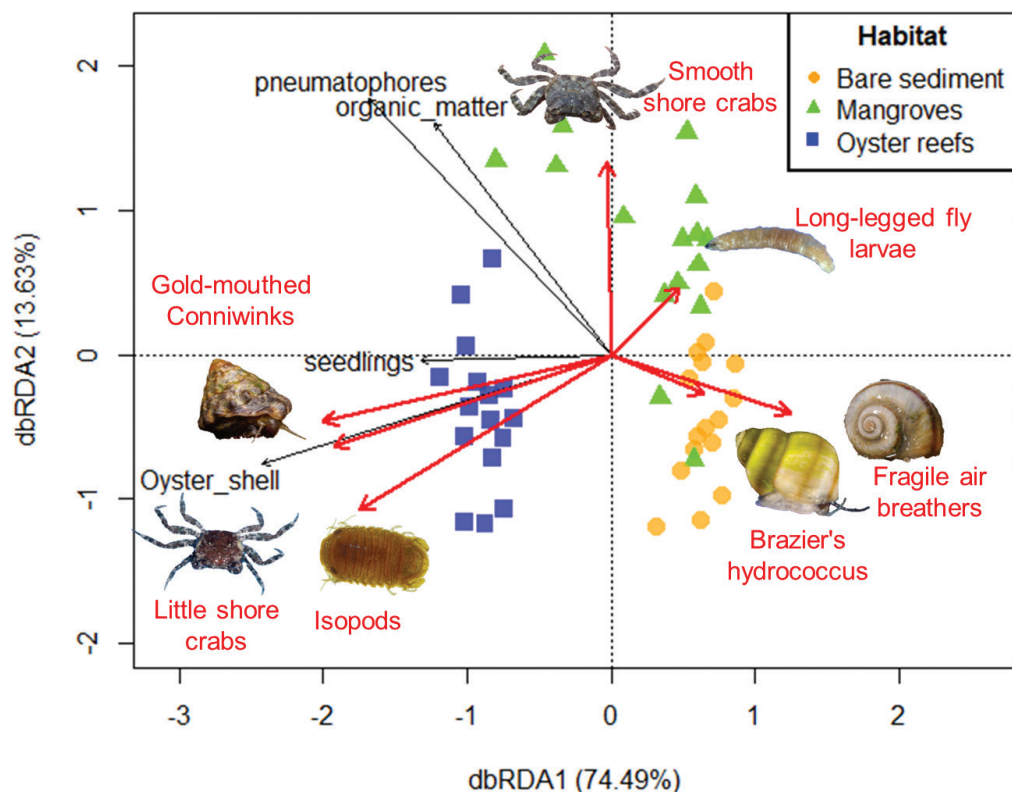 Habitat
Bare sediment
Mangroves
Oyster reefs
pneumatophores
organic_matter
Smooth
shore crabs
Long-legged fly
larvae
Gold-mouthed
Conniwinks
seedlings
Oyster_shell
Little shore
crabs
Isopods
Brazier's
hydrococcus
Fragile air
breathers
dbRDA2 (13.63%)
2
1
0
-1
-2
-3
-2
-1
0
1
2
dbRDA1 (74.49%)